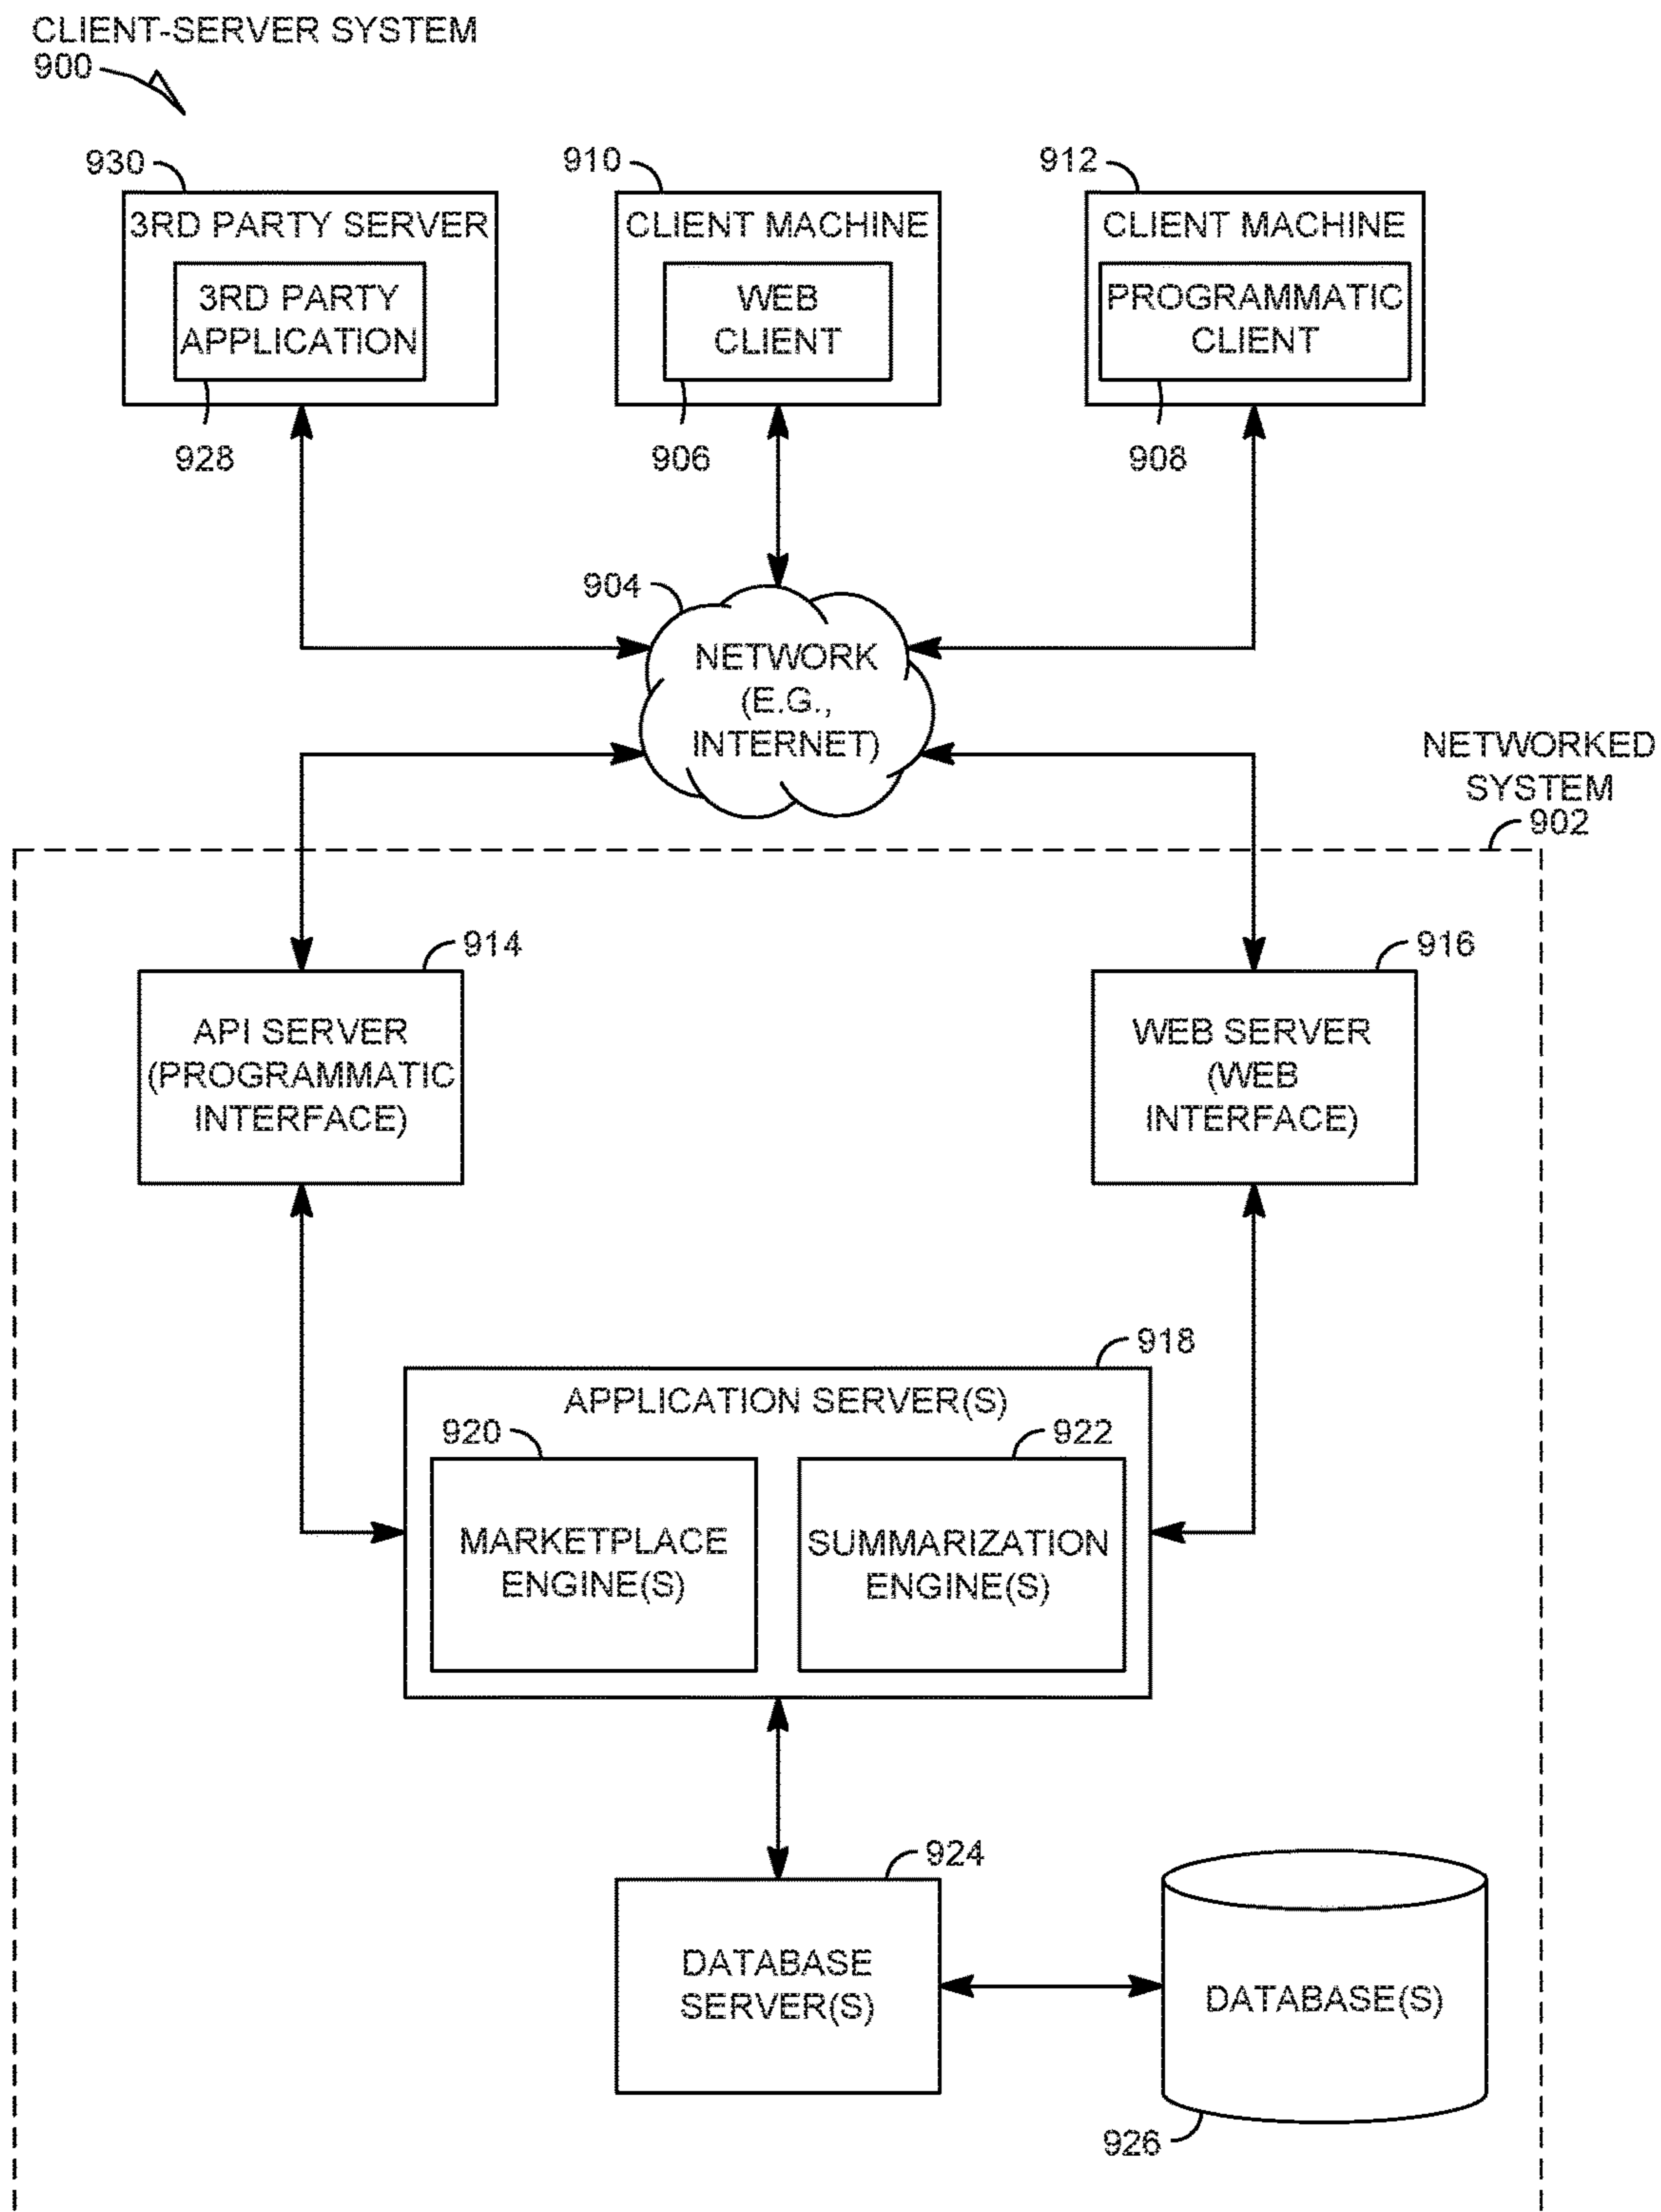 CLIENT-SERVER SYSTEM
900
930
910
912
3RD PARTY SERVER
3RD PARTY
APPLICATION
928
CLIENT MACHINE
WEB
CLIENT
906
CLIENT MACHINE
PROGRAMMATIC
CLIENT
908
904
NETWORK
(E.G.,
INTERNET)
NETWORKED
SYSTEM
902
914
API SERVER
(PROGRAMMATIC
INTERFACE)
916
WEB SERVER
(WEB
INTERFACE)
918
APPLICATION SERVER(S)
920
MARKETPLACE
ENGINE(S)
922
SUMMARIZATION
ENGINE(S)
924
DATABASE
SERVER(S)
DATABASE(S)
926